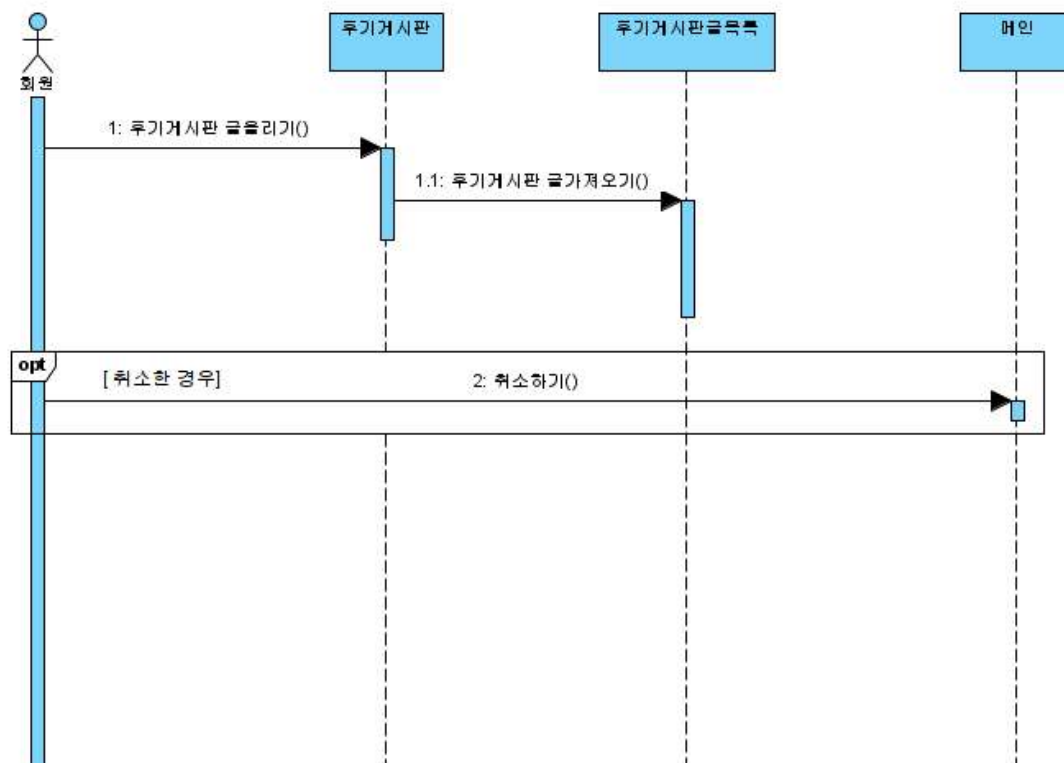 후기게시판
후기게시판글목록
메인
회원
1: 후기게시판 글올리기()
1.1: 후기게시판 글가져오기()
opt
[ 취소한 경우]
2: 취소하기()